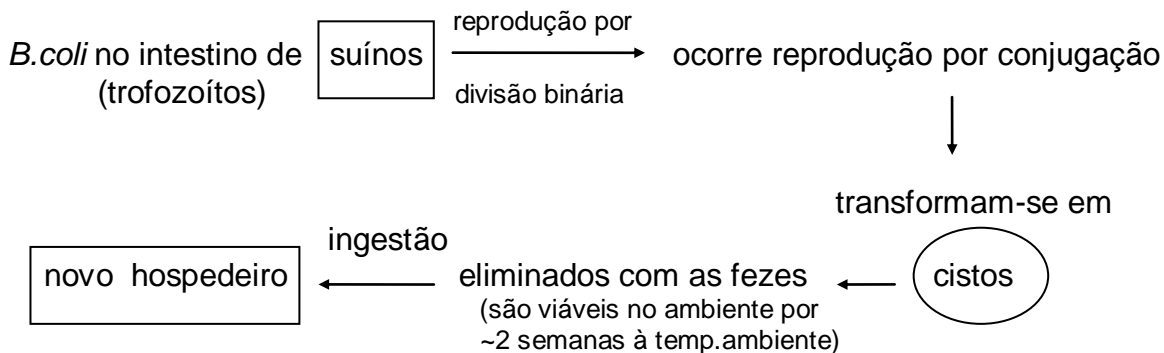 reprodução por
B.coli no intestino de suínos ocorre reprodução por conjugação
(trofozoítos)
divisão binária
transformam-se em
ingestão
novo hospedeiro eliminados com as fezes cistos
(são viáveis no ambiente por
~2 semanas à temp.ambiente)